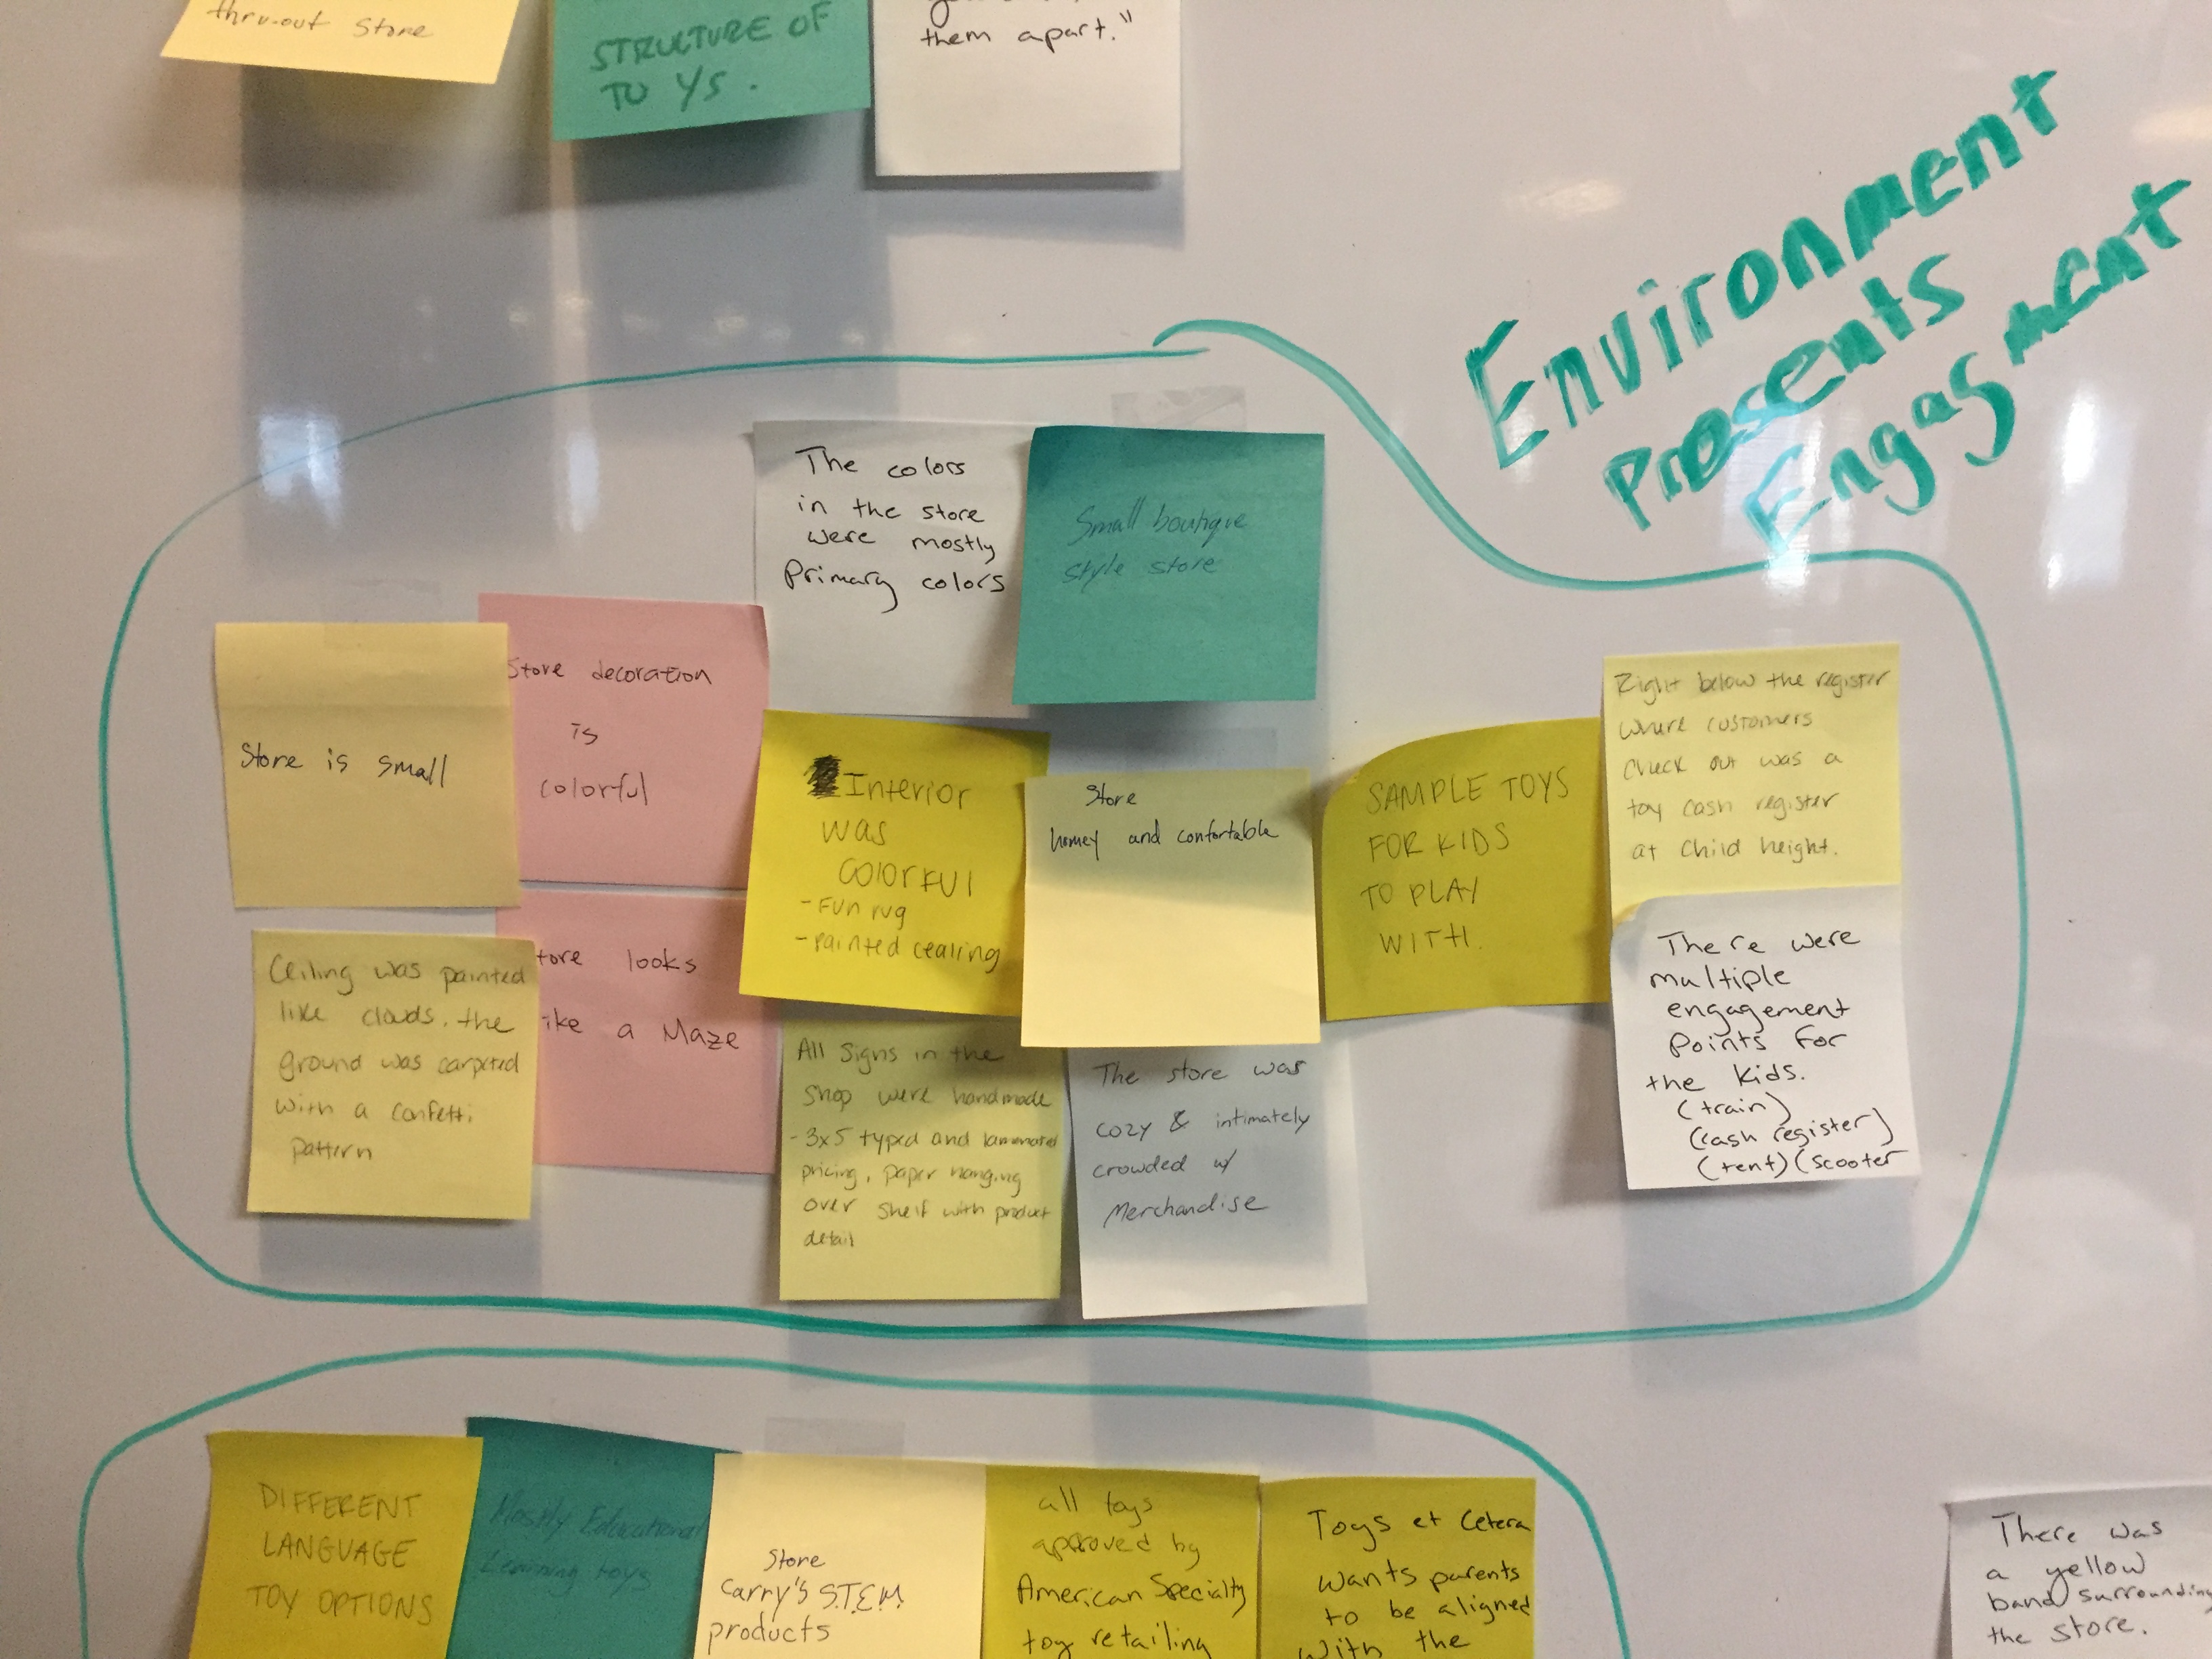 thru-out Store
STRUCTURE OF
TOYS.
them apart."
Environment
Presents
Engagment
The colors
in the store
were mostly
Primary colors
Small boutique
style store
Store is small
Store decoration
is
colorful
Interior
was
COlORFUl
- Fun rug
- Painted cealing
Store
homey and confortable
SAMPLE TOYS
FOR KIDS
TO PLAY
WITH.
Right below the register
where customers
check out was a
toy cash register
at child height.
There were
multiple
engagement
Points for
the kids.
(train)
(cash register)
(tent) (scooter
Ceiling was painted
like clouds. the
ground was carpeted
with a confetti
pattern
tore looks
ike a Maze
All signs in the
shop were handmade
- 3x5 typed and laminated
pricing, paper hanging
over shelf with product
detail
The store was
cozy & intimately
crowded w/
Merchandise
DIFFERENT
LANGUAGE
TOY OPTIONS
Mostly Educational
Learning toys
Store
Carry's S.T.E.M.
products
all toys
approved by
American Specialty
toy retailing
Toys et Cetera
wants parents
to be aligned
with the
There was
a yellow
band surrounding
the store.